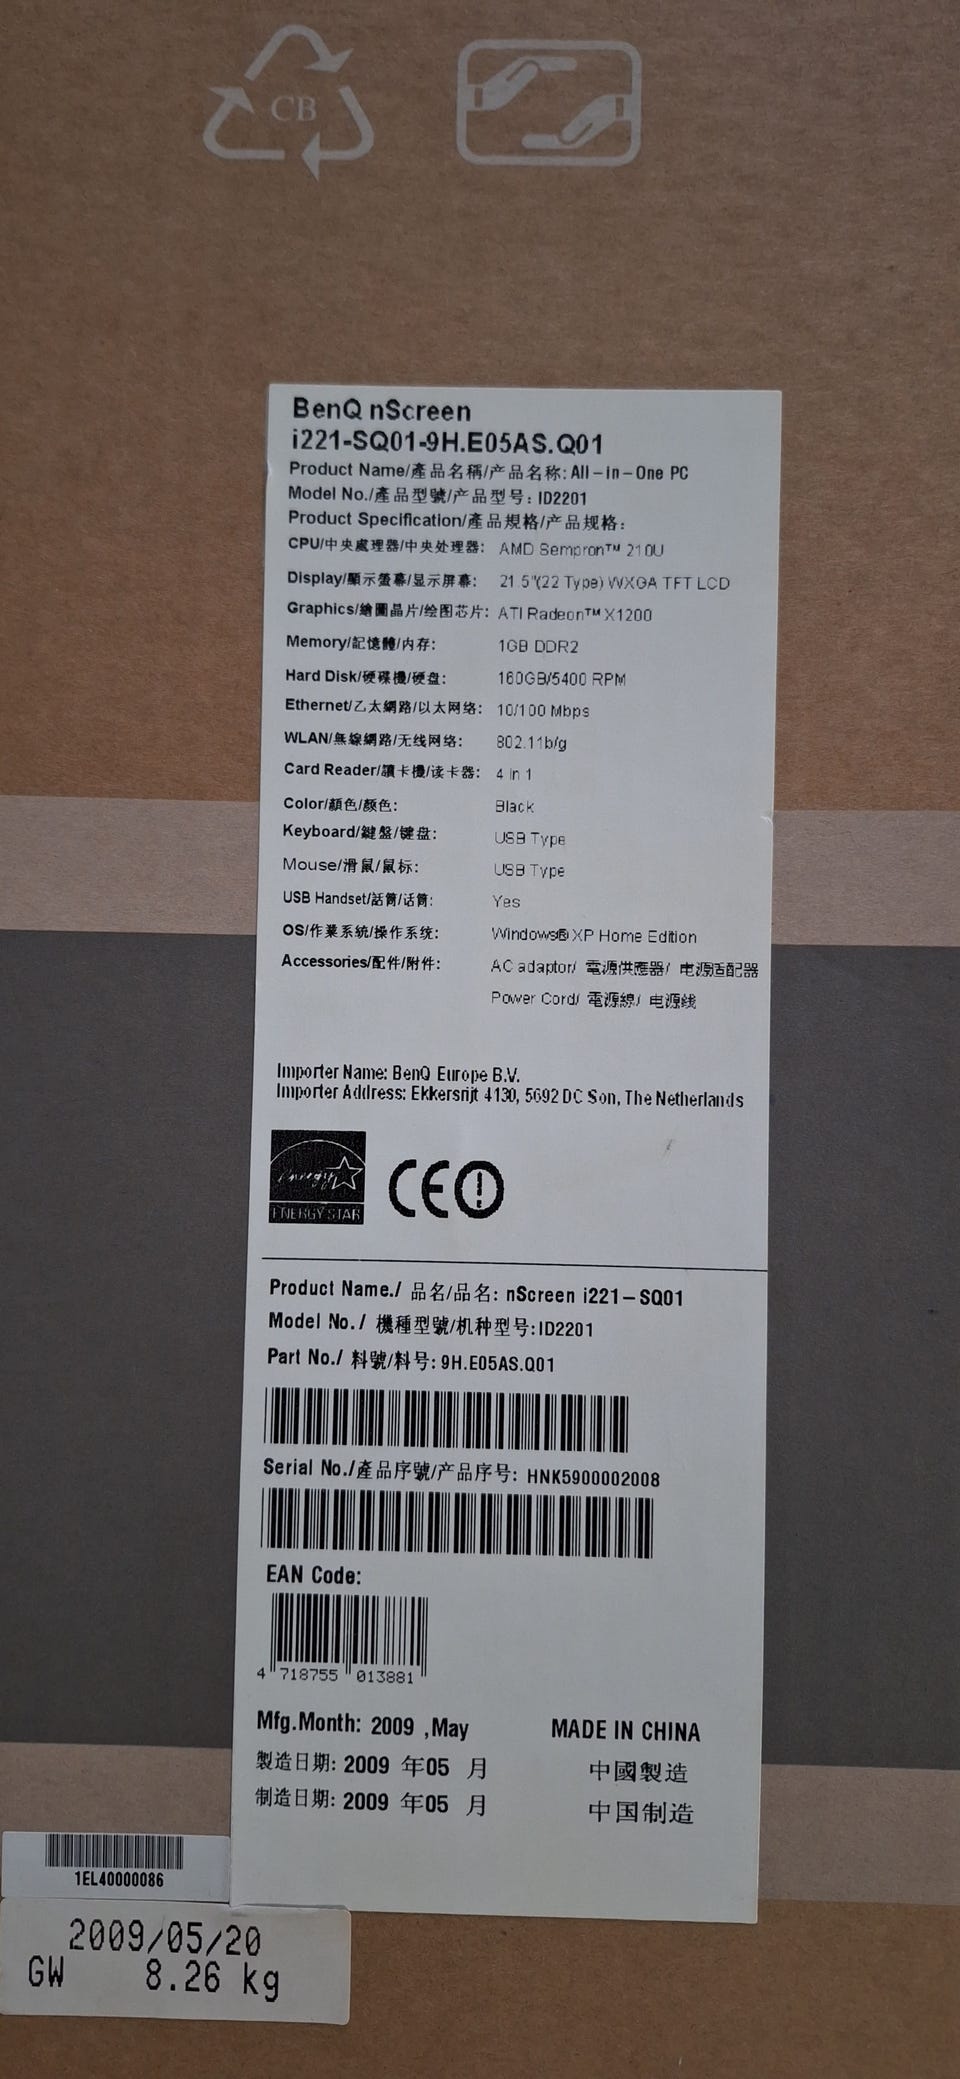 CB
BenQ nScreen
i221-SQ01-9H.E05AS.Q01
Product Name/產品名稱/产品名称: All-in-One PC
Model No./產品型號/产品型号: ID2201
Product Specification/產品規格/产品规格:
CPU/中央處理器/中央处理器: AMD Sempron™ 210U
Display/顯示螢幕/显示屏幕: 21.5"(22 Type) WXGA TFT LCD
Graphics/繪圖晶片/绘图芯片: ATI Radeon™ X1200
Memory/記憶體/内存: 1GB DDR2
Hard Disk/硬碟機/硬盘: 160GB/5400 RPM
Ethernet/乙太網路/以太网络: 10/100 Mbps
WLAN/無線網路/无线网络: 802.11b/g
Card Reader/讀卡機/读卡器: 4 in 1
Color/顏色/颜色: Black
Keyboard/鍵盤/键盘: USB Type
Mouse/滑鼠/鼠标: USB Type
USB Handset/話筒/话筒: Yes
OS/作業系統/操作系统: Windows® XP Home Edition
Accessories/配件/附件: AC adaptor/ 電源供應器/ 电源适配器
Power Cord/ 電源線/ 电源线
Importer Name: BenQ Europe B.V.
Importer Address: Ekkersrijt 4130, 5692 DC Son, The Netherlands
energy
ENERGY STAR
CE
Product Name./ 品名/品名: nScreen i221-SQ01
Model No./ 機種型號/机种型号:ID2201
Part No./ 料號/料号: 9H.E05AS.Q01
Serial No./產品序號/产品序号: HNK5900002008
EAN Code:
4 718755 013881
Mfg.Month: 2009 ,May MADE IN CHINA
製造日期: 2009 年05 月 中國製造
制造日期: 2009 年05 月 中国制造
1EL40000086
2009/05/20
GW 8.26 kg